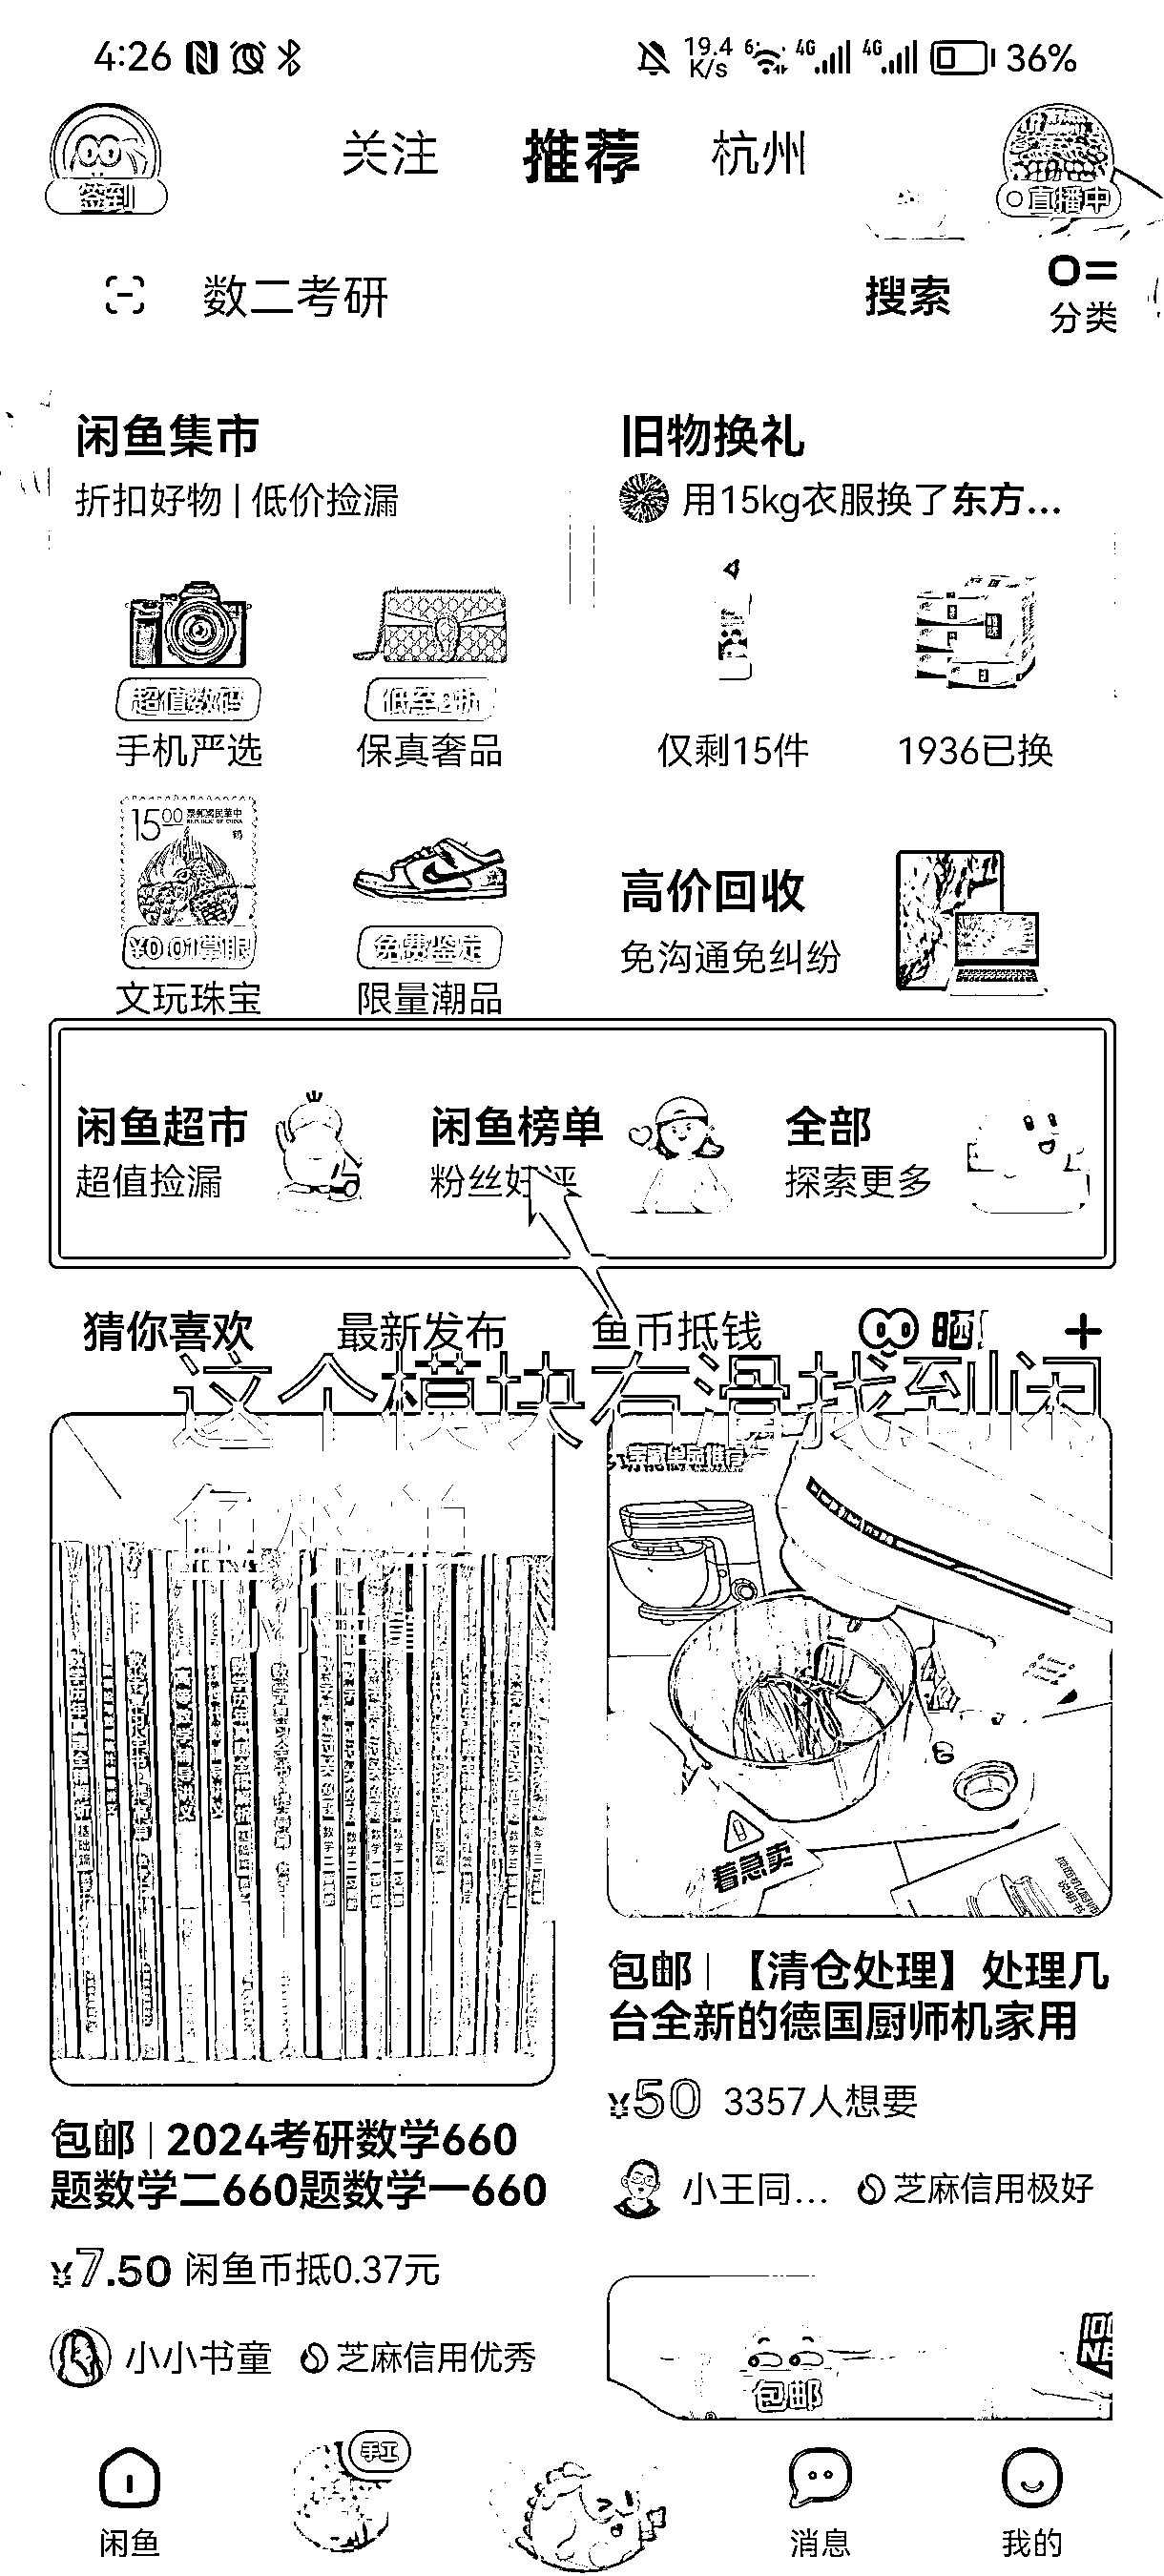 4:26
19.4 K/s 6 4G 4G 36%
签到
关注 推荐 杭州
直播中
数二考研 搜索
分类
闲鱼集市
折扣好物 | 低价捡漏
旧物换礼
用15kg衣服换了东方...
超值数码
手机严选
低至2折
保真奢品
仅剩15件
1936已换
1500
¥0.01掌眼
文玩珠宝
免费鉴定
限量潮品
高价回收
免沟通免纠纷
闲鱼超市
超值捡漏
闲鱼榜单
粉丝好评
全部
探索更多
猜你喜欢 最新发布 鱼币抵钱
这个模块右滑找到闲
鱼榜单
着急卖
包邮 | 【清仓处理】处理几
台全新的德国厨师机家用
¥50 3357人想要
小王同... 芝麻信用极好
包邮 | 2024考研数学660
题数学二660题数学一660
¥7.50 闲鱼币抵0.37元
小小书童 芝麻信用优秀
包邮
手工
闲鱼
消息
我的